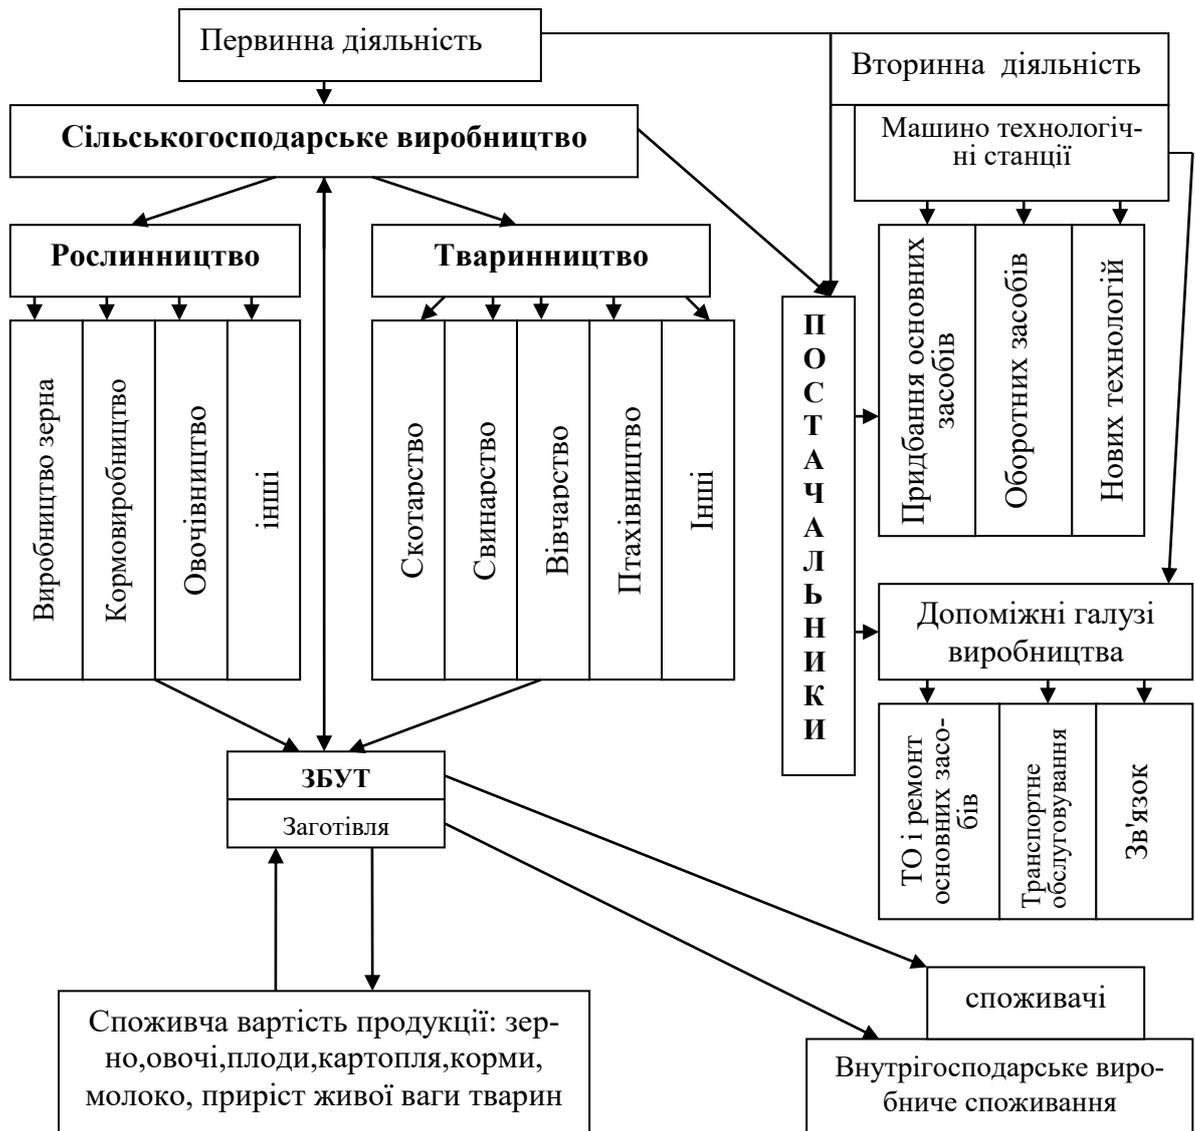 Первинна діяльність
Вторинна діяльність
Сільськогосподарське виробництво
Машино технологіч-
ні станції
Рослинництво
Тваринництво
Виробництво зерна
Кормовиробництво
Овочівництво
інші
Скотарство
Свинарство
Вівчарство
Птахівництво
Інші
ПОСТАЧАЛЬНИКИ
Придбання основних
засобів
Оборотних засобів
Нових технологій
Допоміжні галузі
виробництва
ТО і ремонт
основних засо-
бів
Транспортне
обслуговування
Зв'язок
ЗБУТ
Заготівля
споживачі
Споживча вартість продукції: зер-
но,овочі,плоди,картопля,корми,
молоко, приріст живої ваги тварин
Внутрігосподарське виро-
бниче споживання